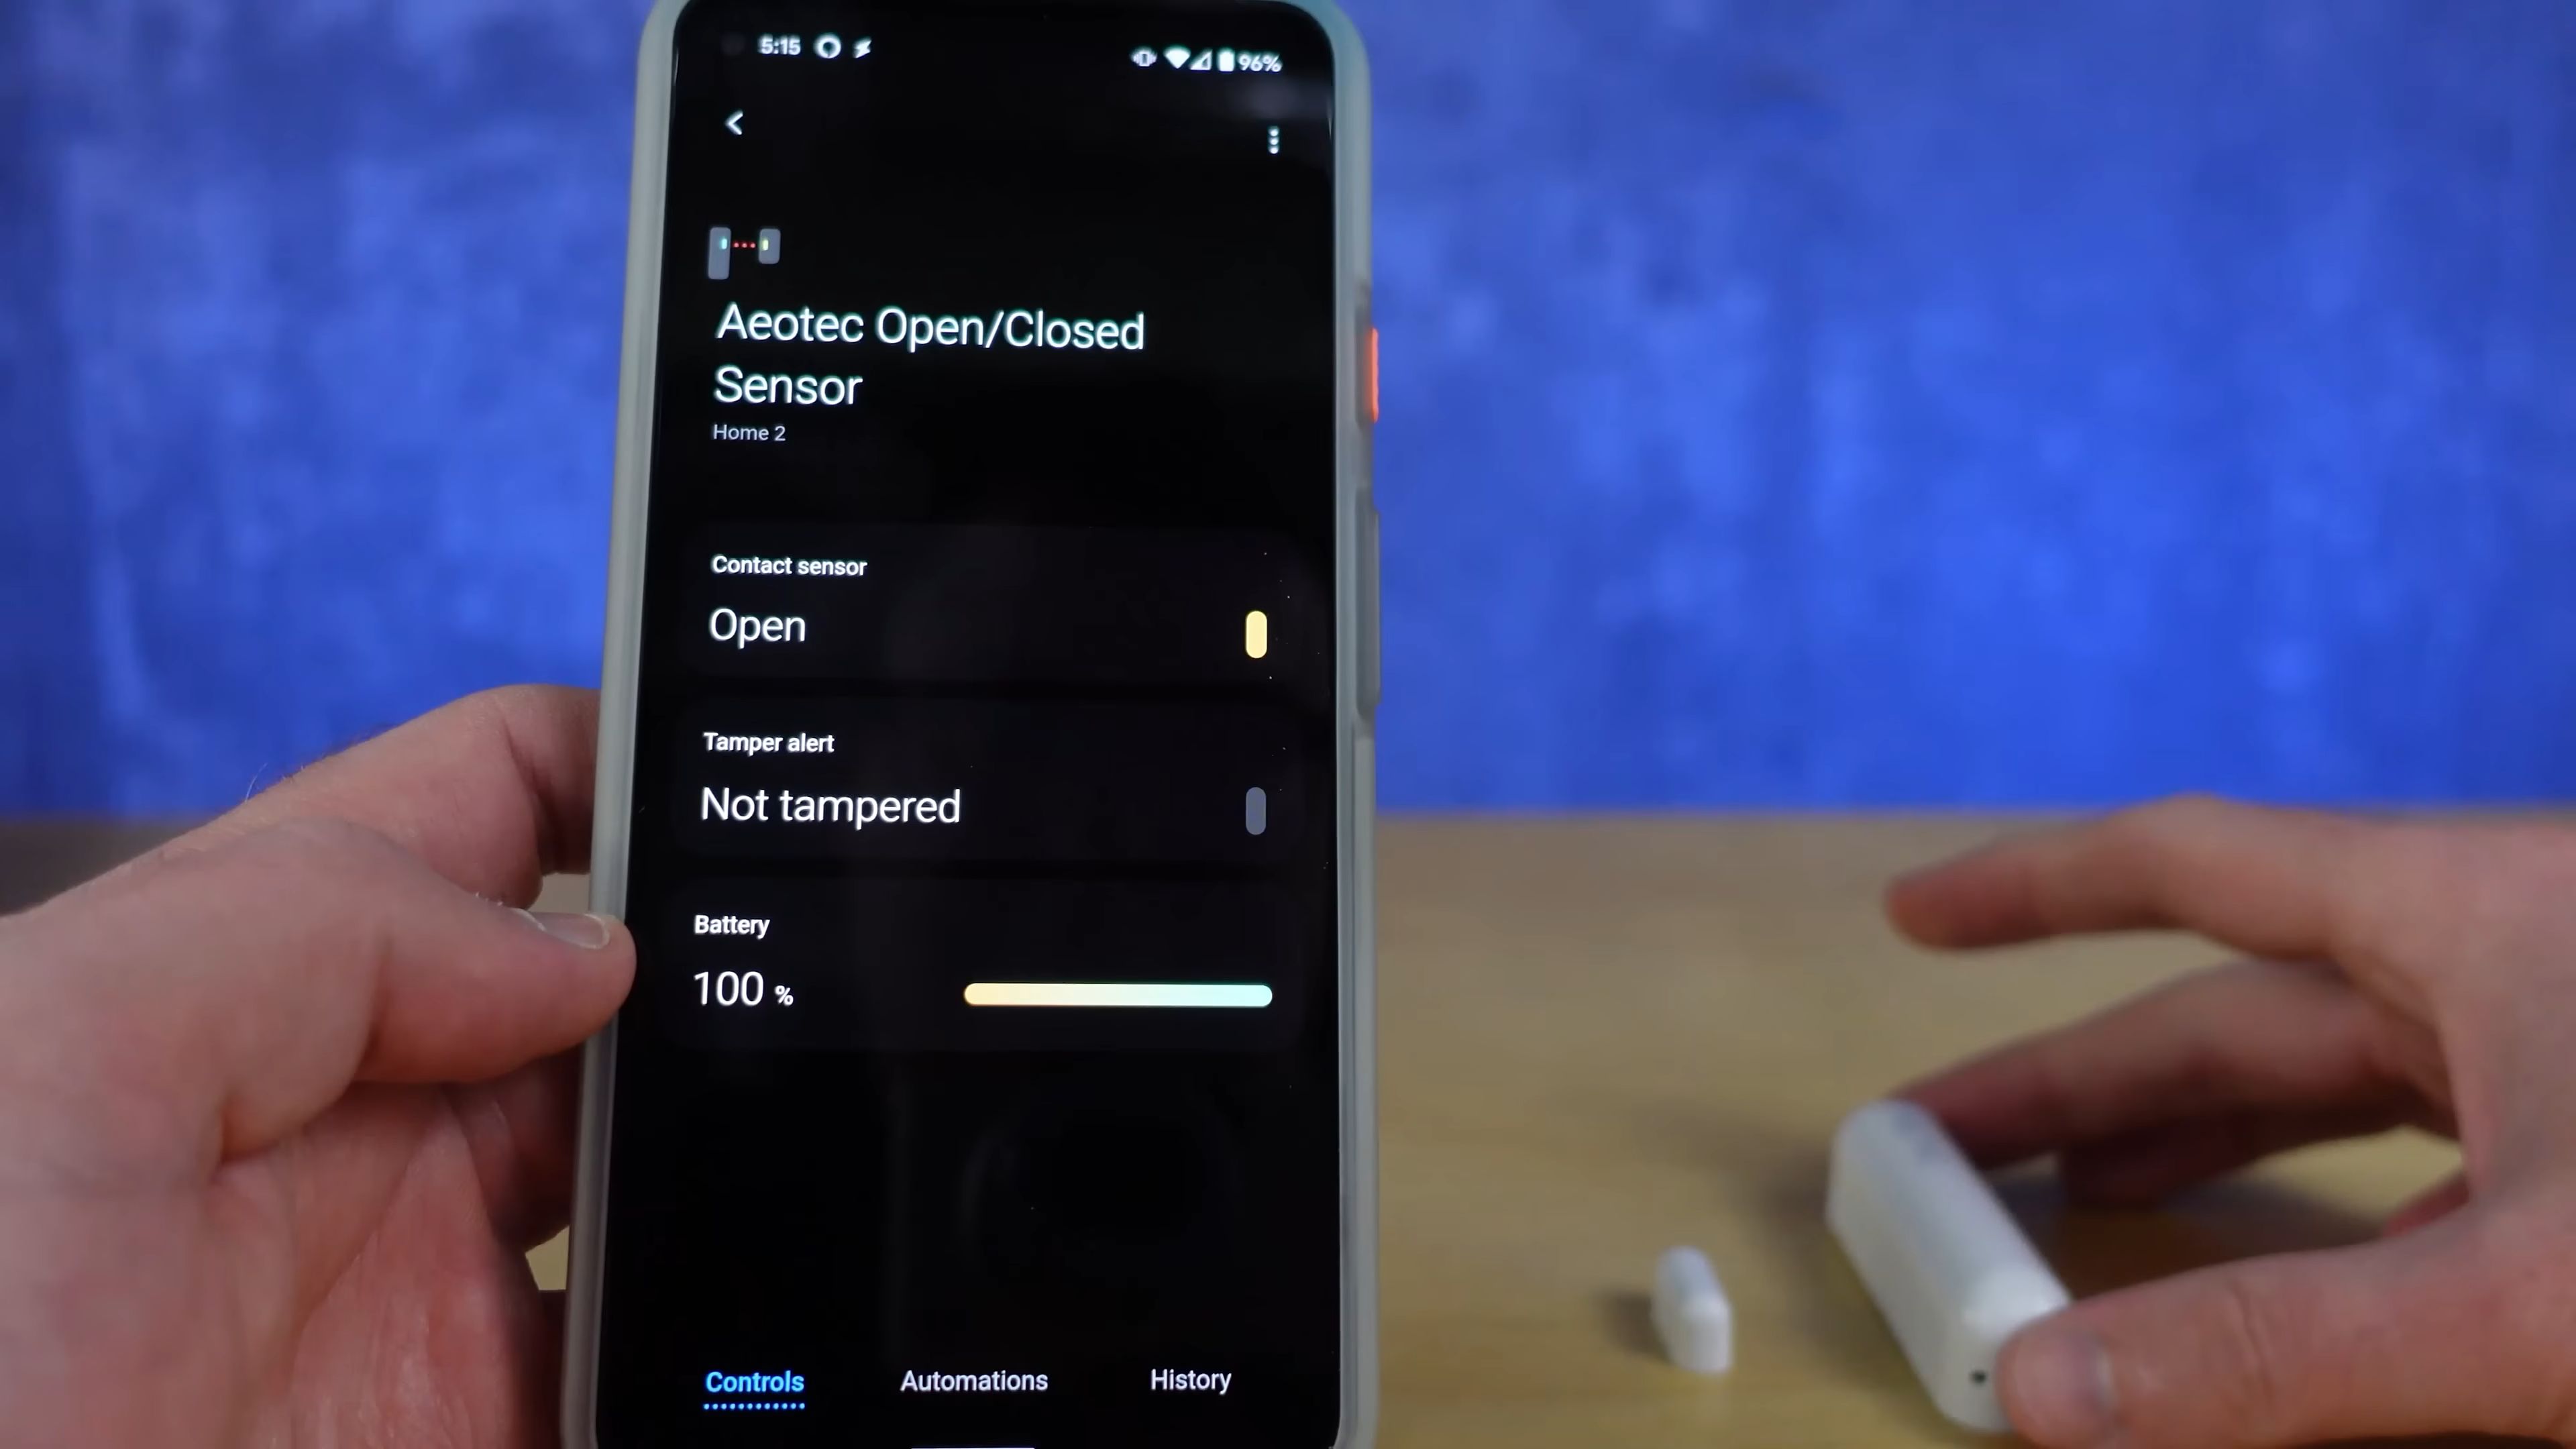 5:15
96%
Aeotec Open/Closed
Sensor
Home 2
Contact sensor
Open
Tamper alert
Not tampered
Battery
100 %
Controls
Automations
History